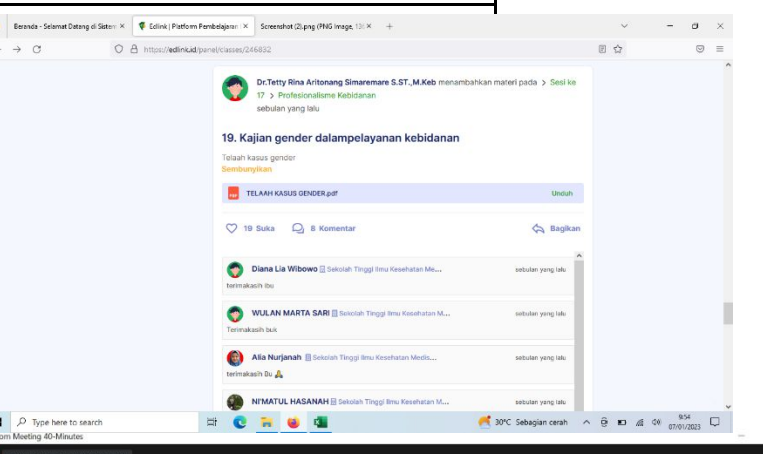 Beranda - Selamat Datang di Sistem
Edlink | Platform Pembelajaran
Screenshot (2).png (PNG Image, 13
https://edlink.id/panel/classes/246832
Dr.Tetty Rina Aritonang Simaremare S.ST.,M.Keb menambahkan materi pada > Sesi ke
17 > Profesionalisme Kebidanan
sebulan yang lalu
19. Kajian gender dalampelayanan kebidanan
Telaah kasus gender
Sembunyikan
TELAAH KASUS GENDER.pdf Unduh
19 Suka 8 Komentar Bagikan
Diana Lia Wibowo Sekolah Tinggi Ilmu Kesehatan Me... sebulan yang lalu
terimakasih ibu
WULAN MARTA SARI Sekolah Tinggi Ilmu Kesehatan M... sebulan yang lalu
Terimakasih buk
Alia Nurjanah Sekolah Tinggi Ilmu Kesehatan Medis... sebulan yang lalu
terimakasih Bu 🙏
NI'MATUL HASANAH Sekolah Tinggi Ilmu Kesehatan M... sebulan yang lalu
Type here to search
30°C Sebagian cerah
9:54
07/01/2023
om Meeting 40-Minutes